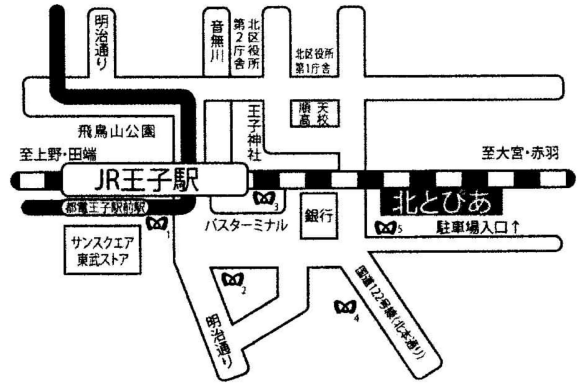 明治通り
音無川
北区役所
第2庁舎
北区役所
第1庁舎
順天
高校
飛鳥山公園
王子神社
至上野・田端
至大宮・赤羽
JR王子駅
都電王子駅前駅
北とぴあ
1
3
バスターミナル
銀行
5
駐車場入口↑
サンスクエア
東武ストア
2
4
明治通り
国道122号線(北本通り)